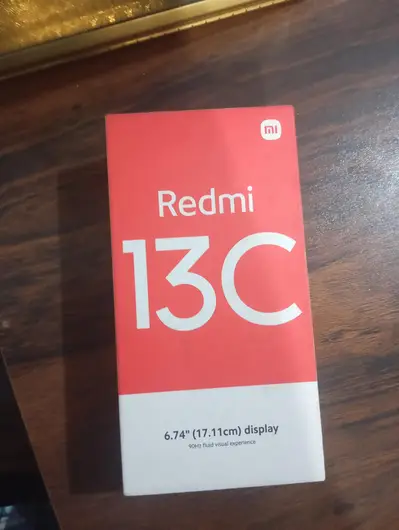 mi
Redmi
13C
6.74" (17.11cm) display
90Hz fluid visual experience